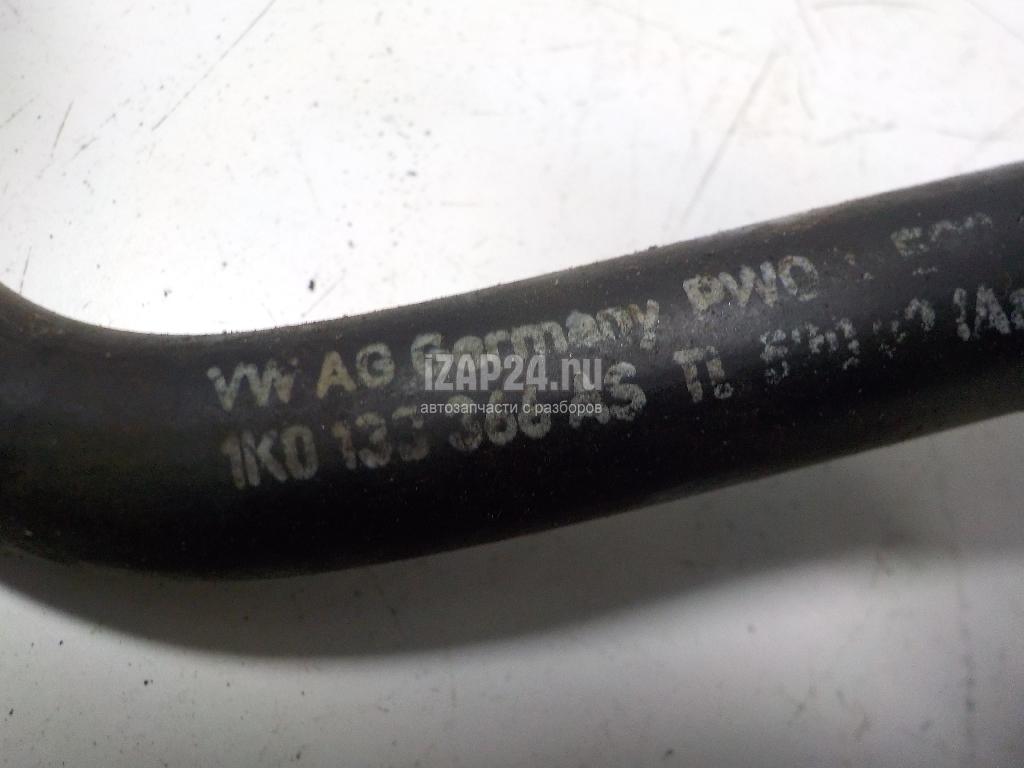 VW AG Germany PWO
1K0 133 366 AS TL
iZAP24.ru
автозапчасти с разборов